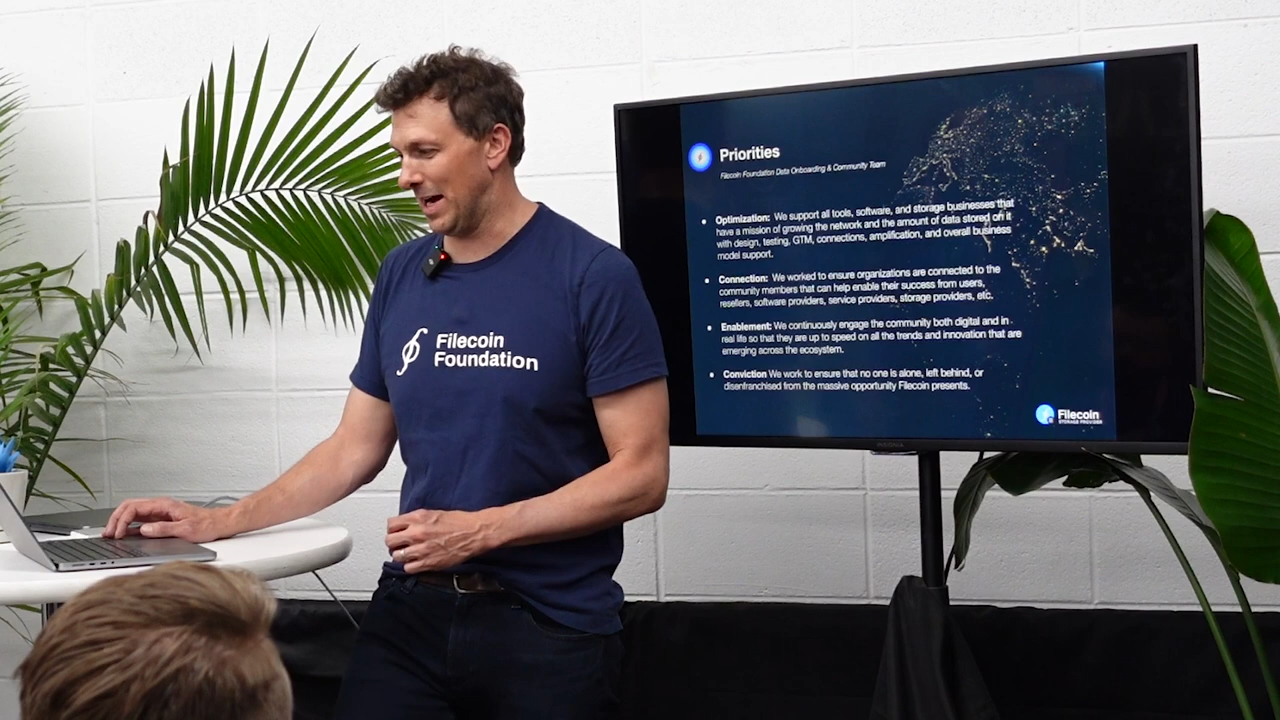 Filecoin
Foundation
Priorities
Filecoin Foundation Data Onboarding & Community Team
• Optimization: We support all tools, software, and storage businesses that
have a mission of growing the network and the amount of data stored on it
with design, testing, GTM, connections, amplification, and overall business
model support.
• Connection: We worked to ensure organizations are connected to the
community members that can help enable their success from users,
resellers, software providers, service providers, storage providers, etc.
• Enablement: We continuously engage the community both digital and in
real life so that they are up to speed on all the trends and innovation that are
emerging across the ecosystem.
• Conviction We work to ensure that no one is alone, left behind, or
disenfranchised from the massive opportunity Filecoin presents.
Filecoin
STORAGE PROVIDER